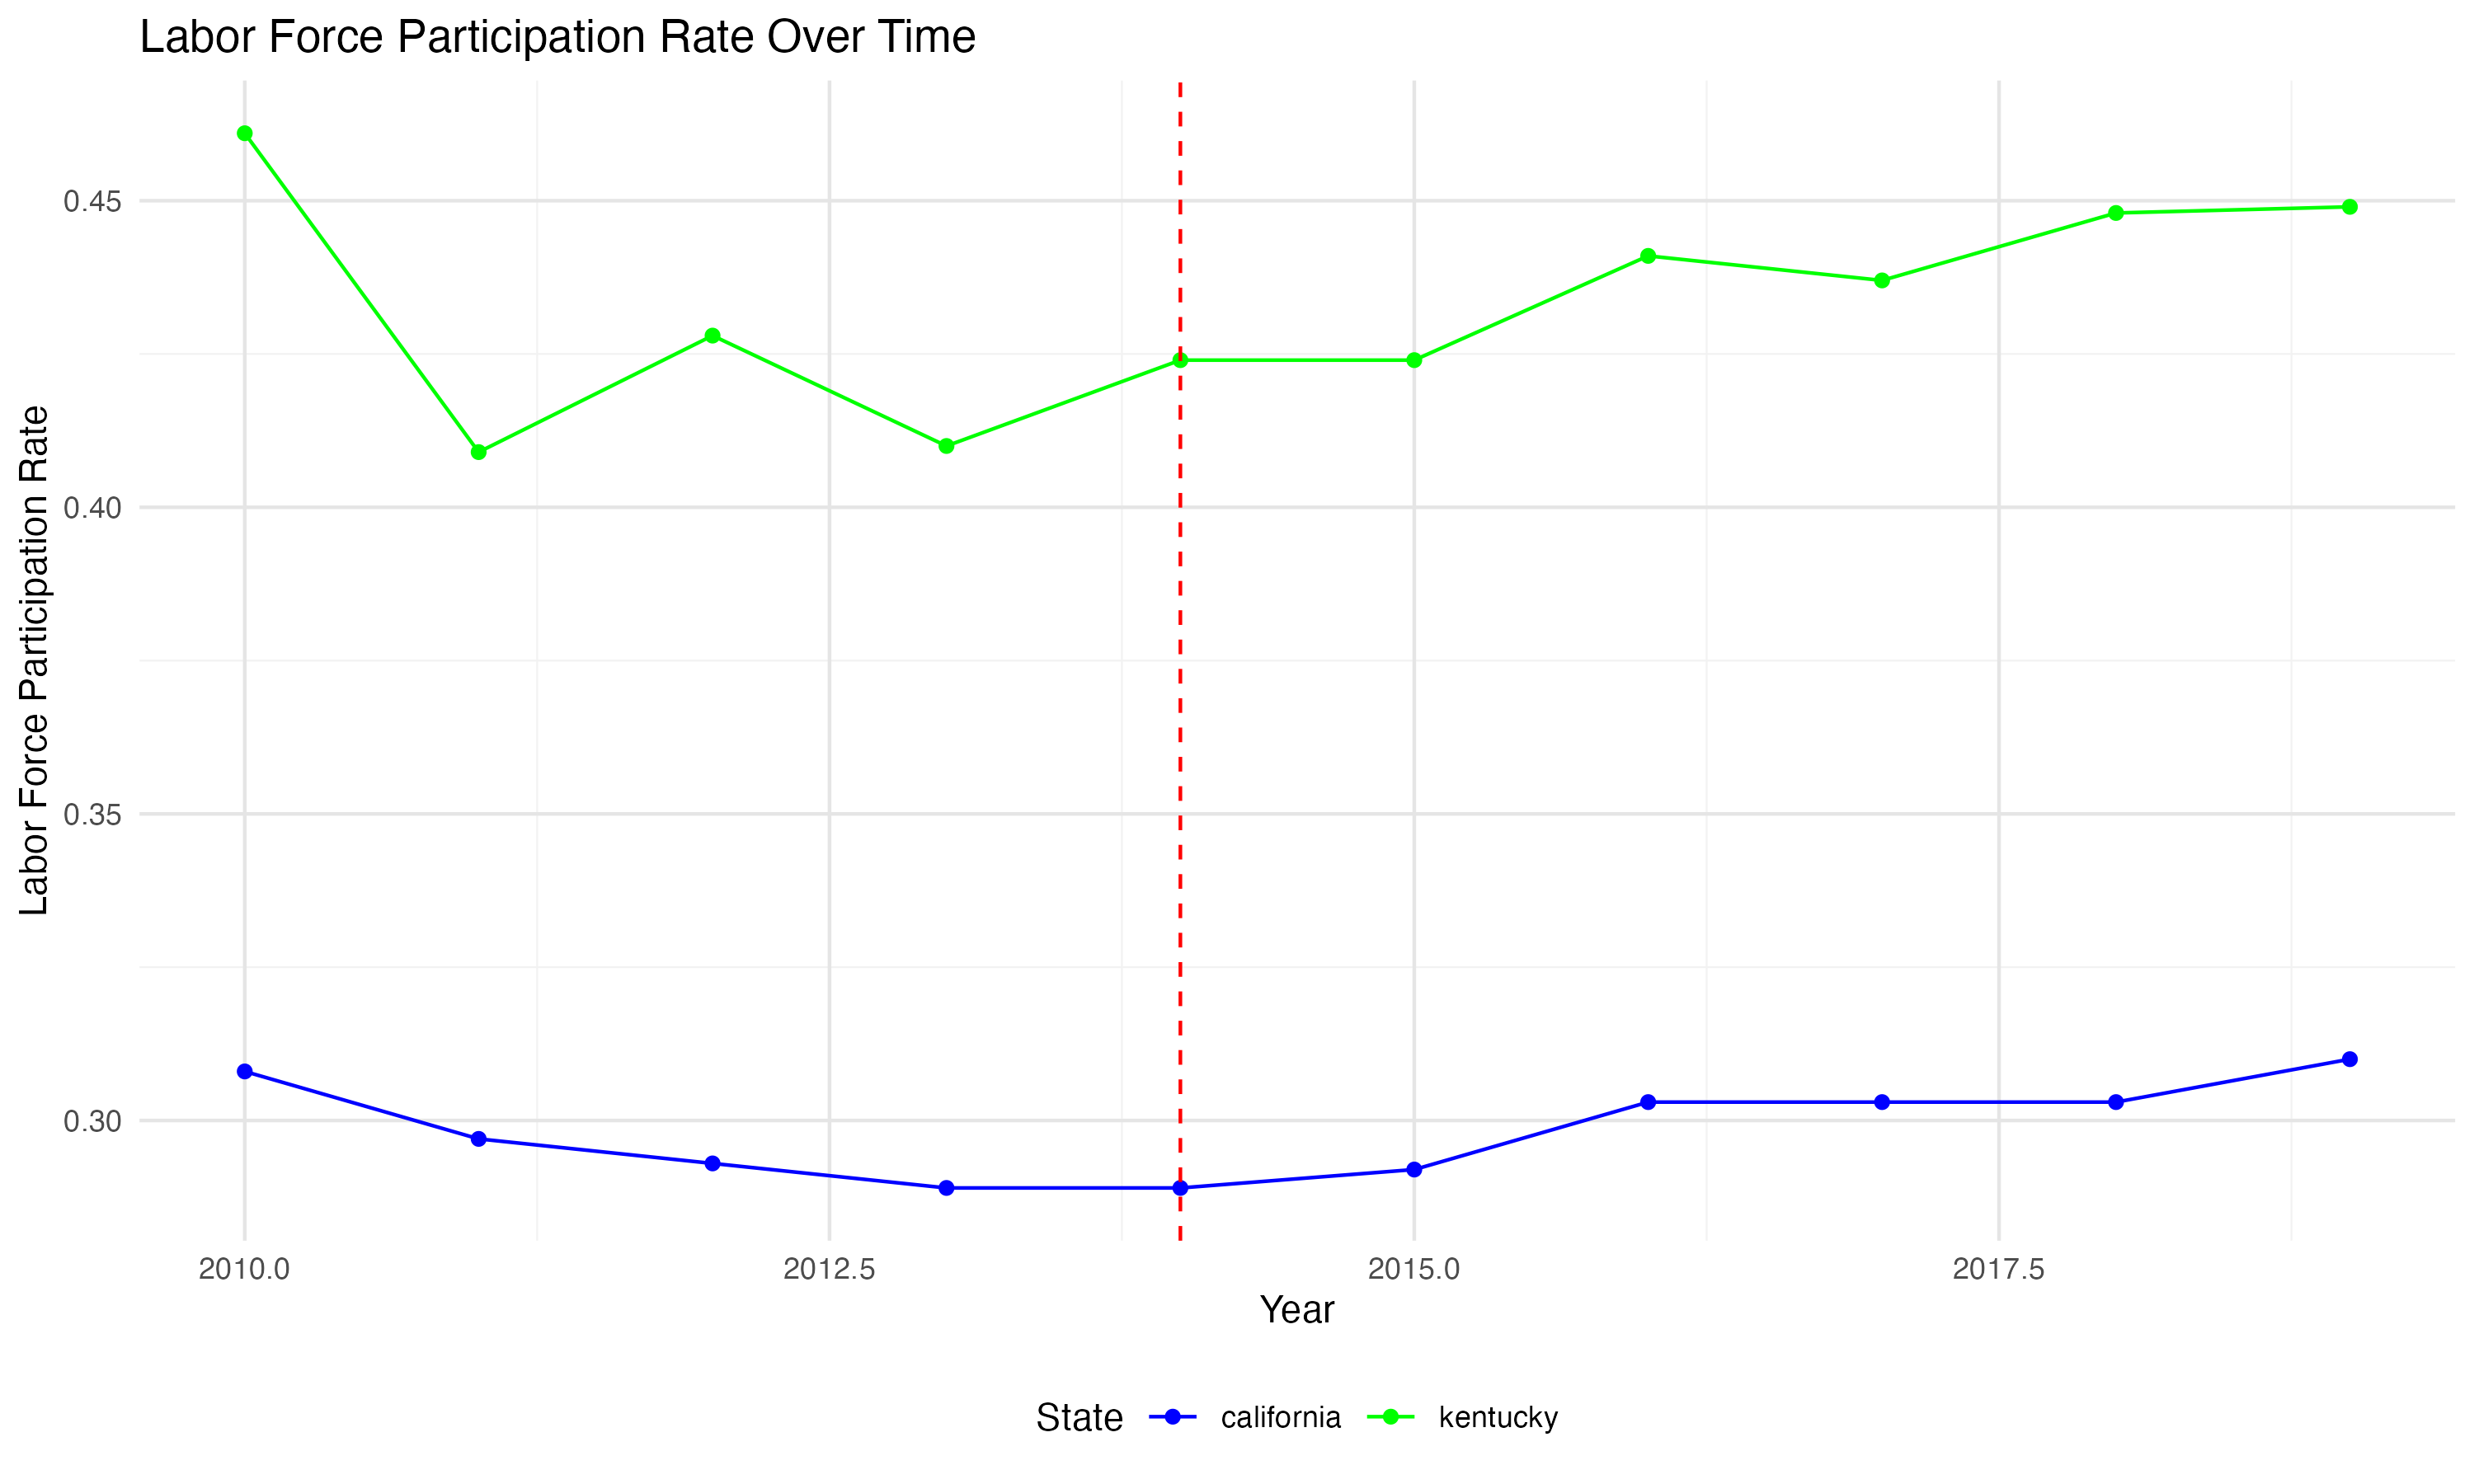 Labor Force Participation Rate Over Time
Labor Force Participation Rate
0.45
0.40
0.35
0.30
2010.0 2012.5 2015.0 2017.5
Year
State california kentucky